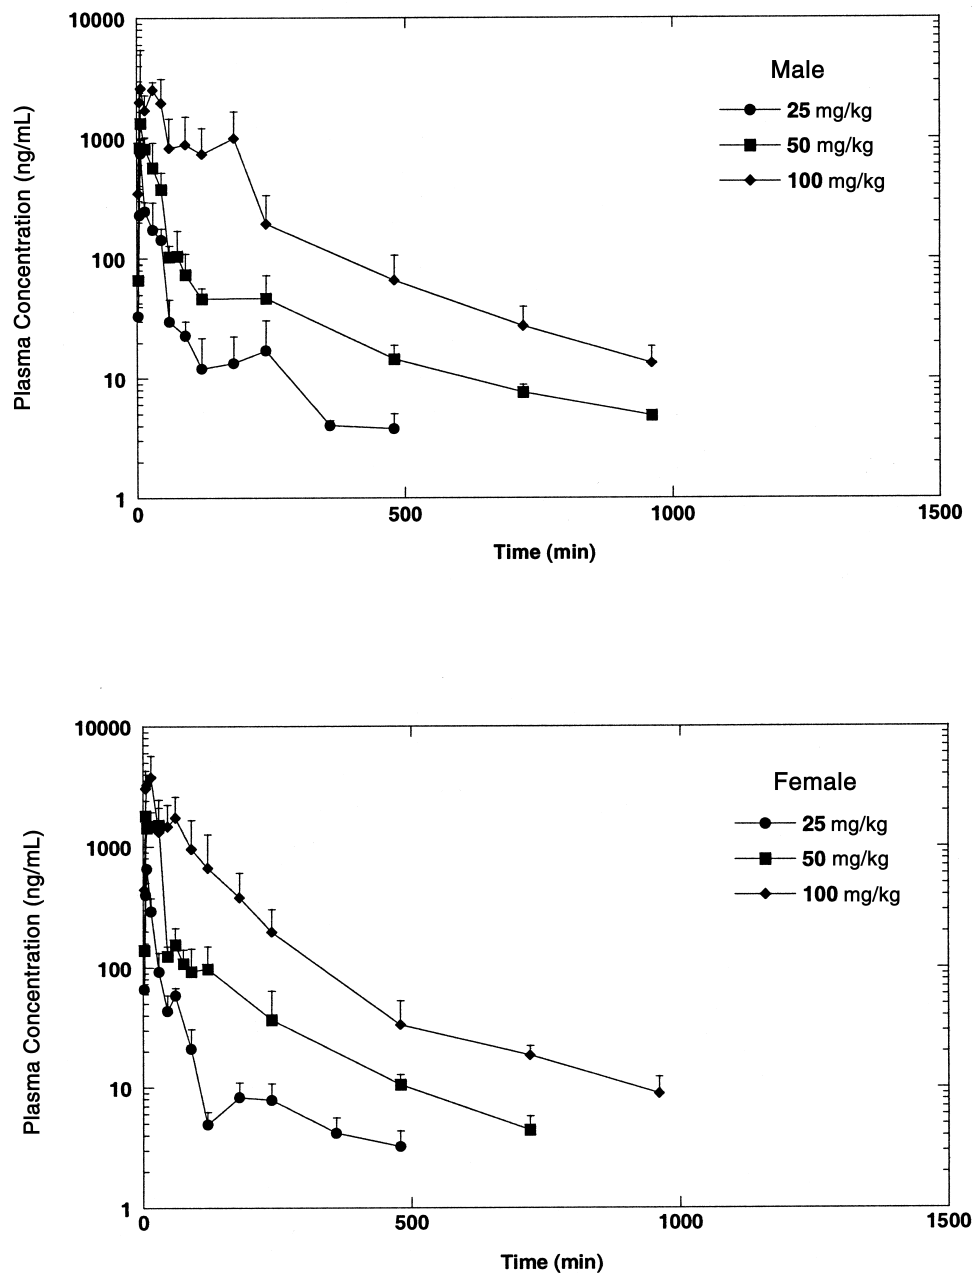 10000
1000
100
10
1
Plasma Concentration (ng/mL)
Male
25 mg/kg
50 mg/kg
100 mg/kg
0 500 1000 1500
Time (min)
10000
1000
100
10
1
Plasma Concentration (ng/mL)
Female
25 mg/kg
50 mg/kg
100 mg/kg
0 500 1000 1500
Time (min)